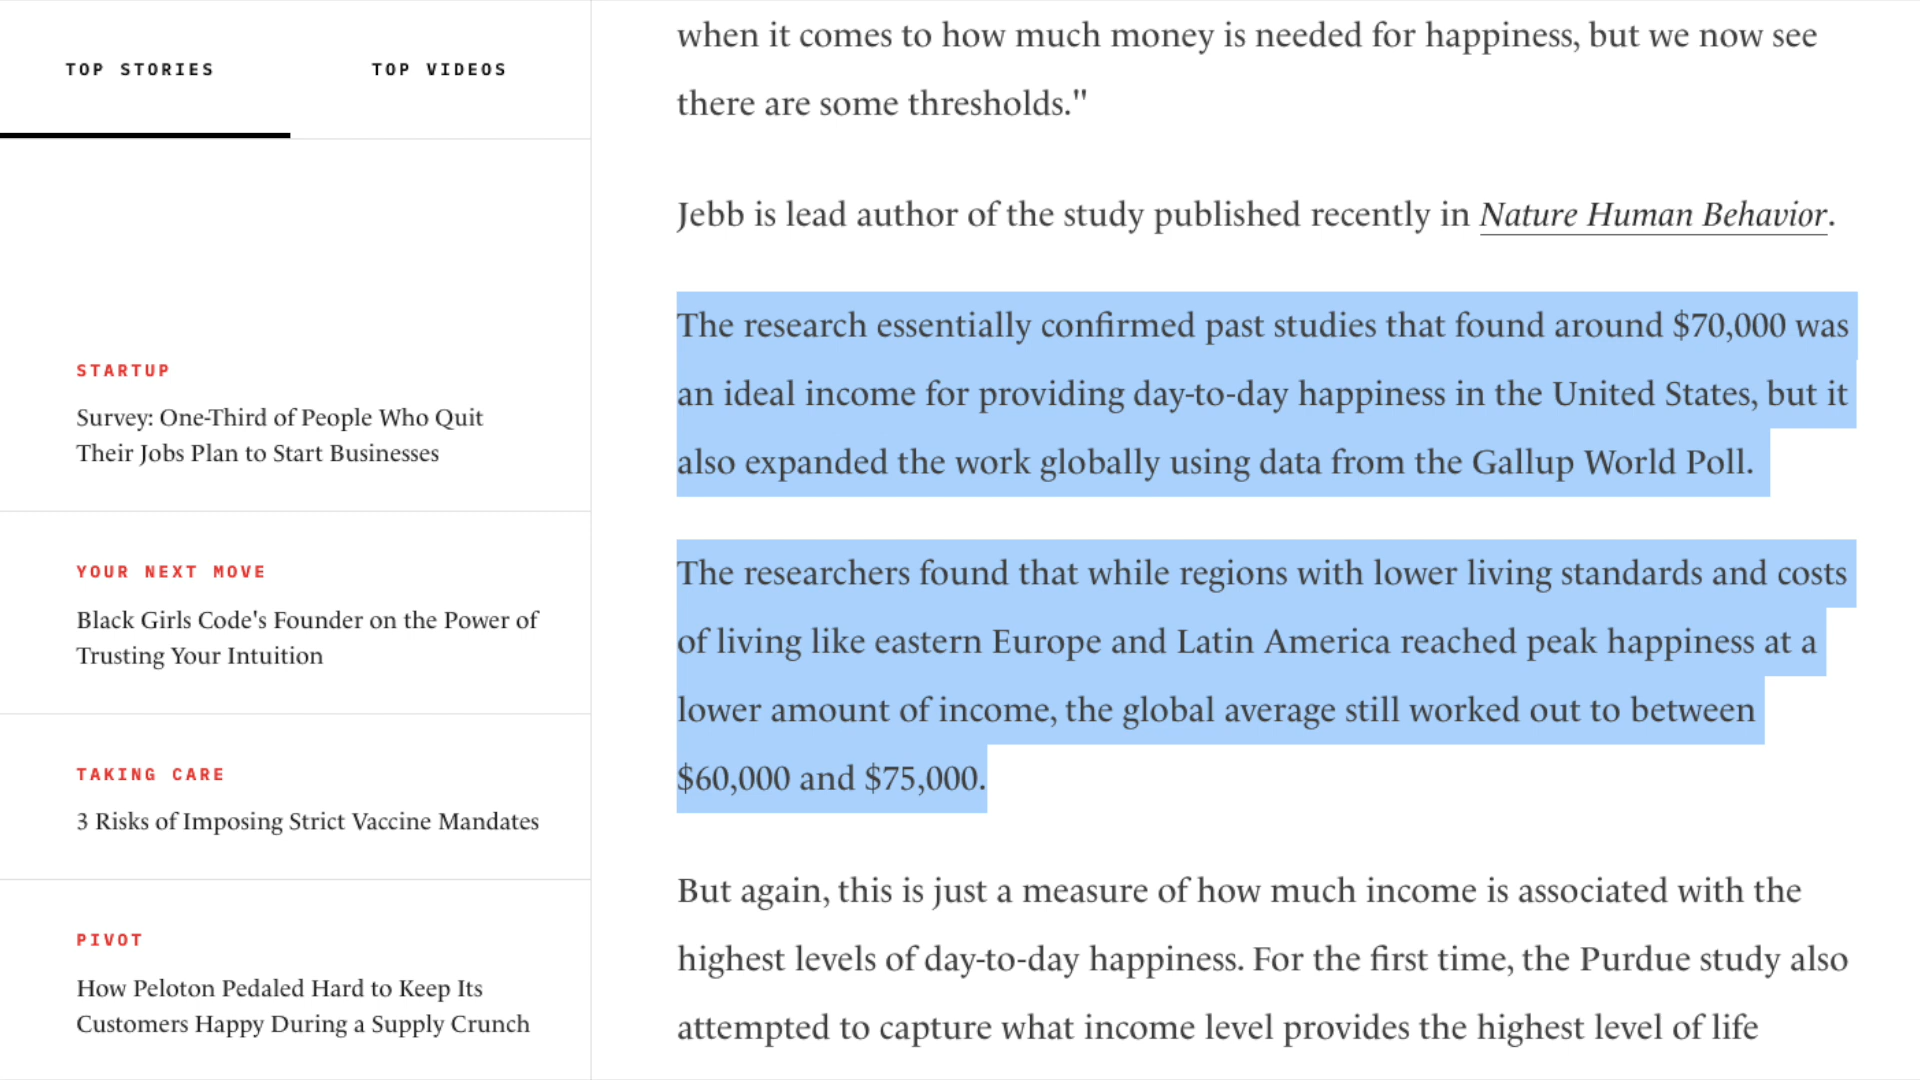 TOP STORIES
TOP VIDEOS
STARTUP
Survey: One-Third of People Who Quit
Their Jobs Plan to Start Businesses
YOUR NEXT MOVE
Black Girls Code's Founder on the Power of
Trusting Your Intuition
TAKING CARE
3 Risks of Imposing Strict Vaccine Mandates
PIVOT
How Peloton Pedaled Hard to Keep Its
Customers Happy During a Supply Crunch
when it comes to how much money is needed for happiness, but we now see
there are some thresholds."
Jebb is lead author of the study published recently in Nature Human Behavior.
The research essentially confirmed past studies that found around $70,000 was
an ideal income for providing day-to-day happiness in the United States, but it
also expanded the work globally using data from the Gallup World Poll.
The researchers found that while regions with lower living standards and costs
of living like eastern Europe and Latin America reached peak happiness at a
lower amount of income, the global average still worked out to between
$60,000 and $75,000.
But again, this is just a measure of how much income is associated with the
highest levels of day-to-day happiness. For the first time, the Purdue study also
attempted to capture what income level provides the highest level of life